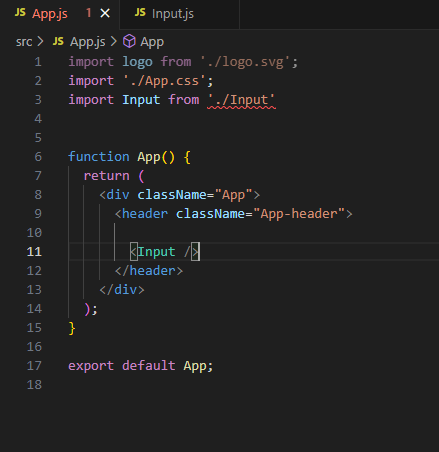 JS App.js 1 × JS Input.js
src > JS App.js > App
1 import logo from './logo.svg';
2 import './App.css';
3 import Input from './Input'
4
5
6 function App() {
7 return (
8 <div className="App">
9 <header className="App-header">
10
11 <Input />
12 </header>
13 </div>
14 );
15 }
16
17 export default App;
18